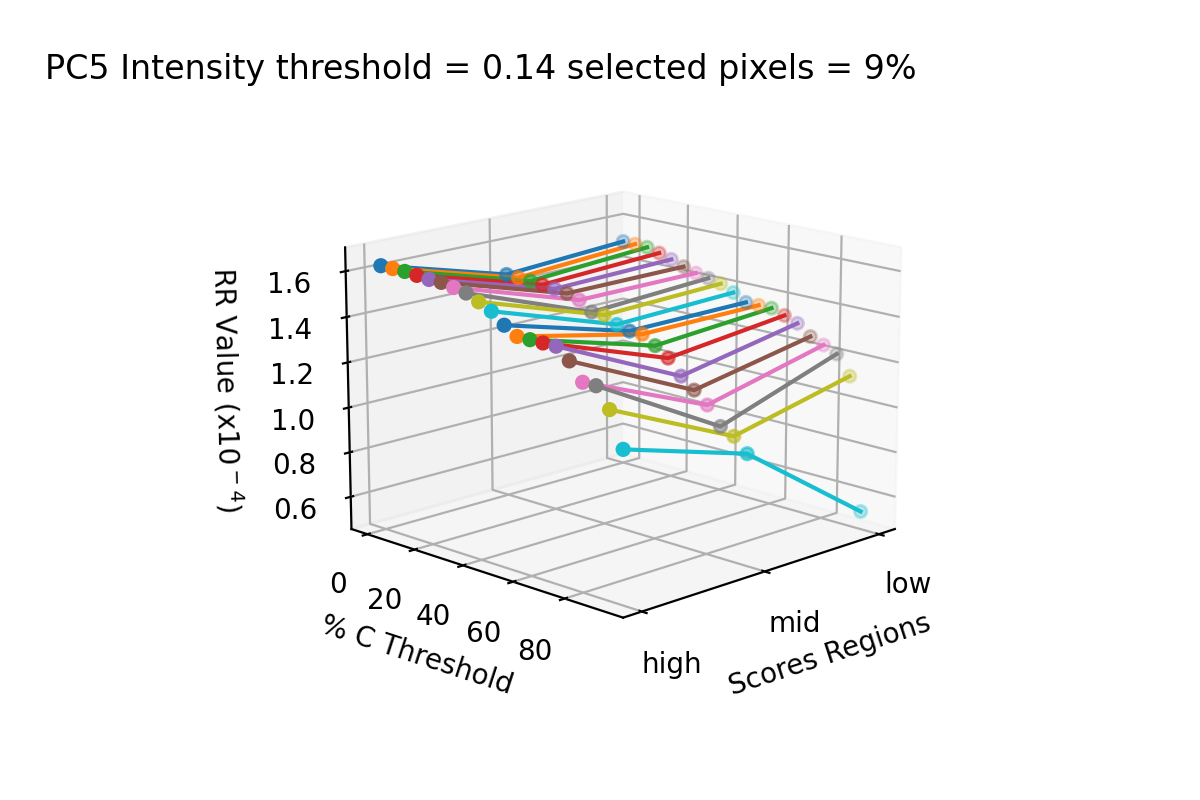 PC5 Intensity threshold = 0.14 selected pixels = 9%
RR Value (x10⁻⁴)
1.6
1.4
1.2
1.0
0.8
0.6
0
20
40
60
80
% C Threshold
high
mid
low
Scores Regions